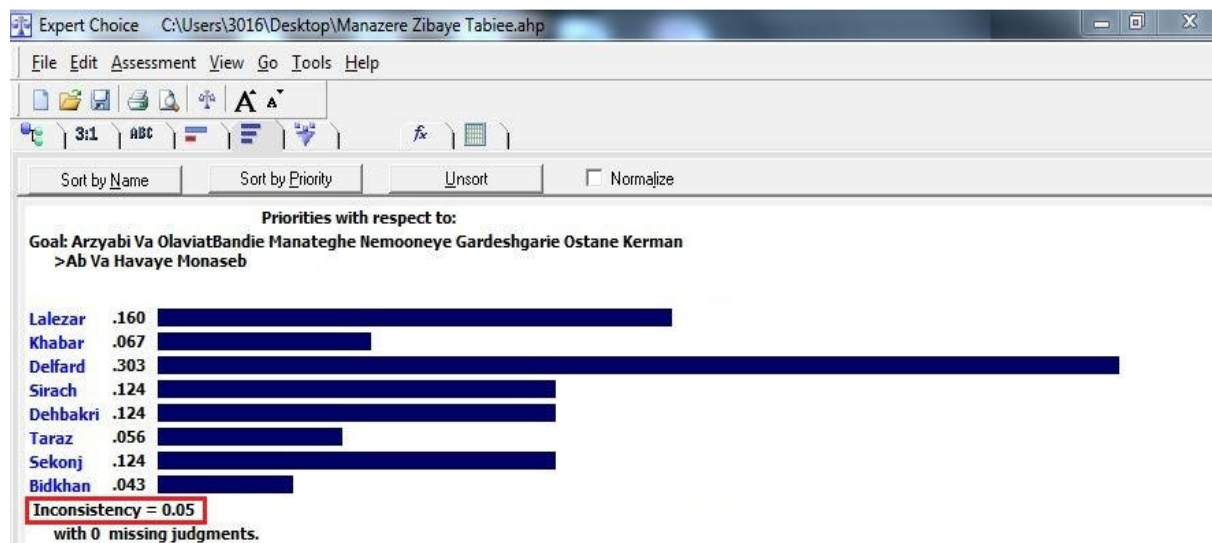 Expert Choice C:\Users\3016\Desktop\Manazere Zibaye Tabiee.ahp
File Edit Assessment View Go Tools Help
A A
3:1 ABC fx
Sort by Name Sort by Priority Unsort Normalize
Priorities with respect to:
Goal: Arzyabi Va OlaviatBandie Manateghe Nemooneye Gardeshgarie Ostane Kerman
>Ab Va Havaye Monaseb
Lalezar .160
Khabar .067
Delfard .303
Sirach .124
Dehbakri .124
Taraz .056
Sekonj .124
Bidkhan .043
Inconsistency = 0.05
with 0 missing judgments.